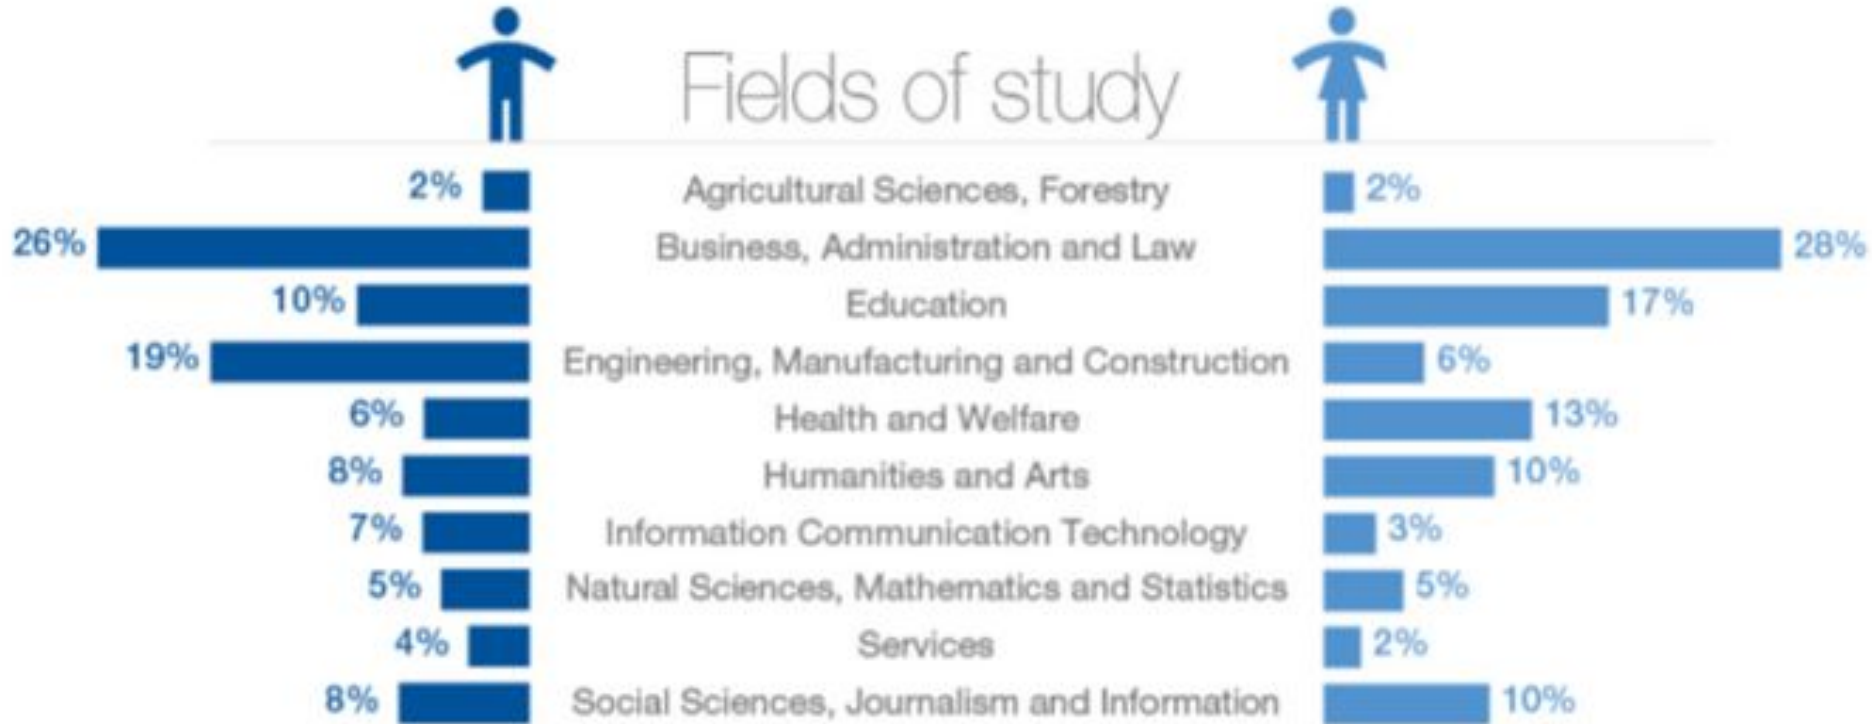 Fields of study
2% Agricultural Sciences, Forestry 2%
26% Business, Administration and Law 28%
10% Education 17%
19% Engineering, Manufacturing and Construction 6%
6% Health and Welfare 13%
8% Humanities and Arts 10%
7% Information Communication Technology 3%
5% Natural Sciences, Mathematics and Statistics 5%
4% Services 2%
8% Social Sciences, Journalism and Information 10%